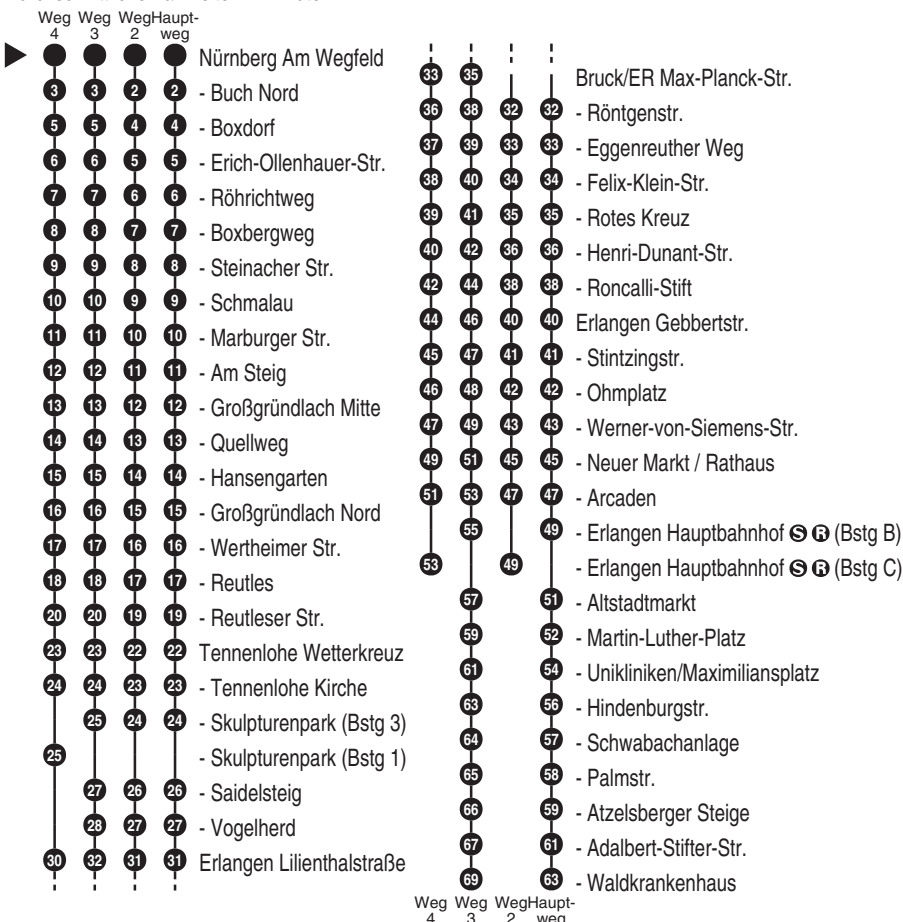 Weg Weg WegHaupt-
4 3 2 weg
Nürnberg Am Wegfeld
3 3 2 2 - Buch Nord
5 5 4 4 - Boxdorf
6 6 5 5 - Erich-Ollenhauer-Str.
7 7 6 6 - Röhrichtweg
8 8 7 7 - Boxbergweg
9 9 8 8 - Steinacher Str.
10 10 9 9 - Schmalau
11 11 10 10 - Marburger Str.
12 12 11 11 - Am Steig
13 13 12 12 - Großgründlach Mitte
14 14 13 13 - Quellweg
15 15 14 14 - Hansengarten
16 16 15 15 - Großgründlach Nord
17 17 16 16 - Wertheimer Str.
18 18 17 17 - Reutles
20 20 19 19 - Reutleser Str.
23 23 22 22 Tennenlohe Wetterkreuz
24 24 23 23 - Tennenlohe Kirche
25 24 24 - Skulpturenpark (Bstg 3)
25 - Skulpturenpark (Bstg 1)
27 26 26 - Saidelsteig
28 27 27 - Vogelherd
30 32 31 31 Erlangen Lilienthalstraße
33 35 Bruck/ER Max-Planck-Str.
36 38 32 32 - Röntgenstr.
37 39 33 33 - Eggenreuther Weg
38 40 34 34 - Felix-Klein-Str.
39 41 35 35 - Rotes Kreuz
40 42 36 36 - Henri-Dunant-Str.
42 44 38 38 - Roncalli-Stift
44 46 40 40 Erlangen Gebbertstr.
45 47 41 41 - Stintzingstr.
46 48 42 42 - Ohmplatz
47 49 43 43 - Werner-von-Siemens-Str.
49 51 45 45 - Neuer Markt / Rathaus
51 53 47 47 - Arcaden
55 49 - Erlangen Hauptbahnhof S R (Bstg B)
53 49 - Erlangen Hauptbahnhof S R (Bstg C)
57 51 - Altstadtmarkt
59 52 - Martin-Luther-Platz
61 54 - Unikliniken/Maximiliansplatz
63 56 - Hindenburgstr.
64 57 - Schwabachanlage
65 58 - Palmstr.
66 59 - Atzelsberger Steige
67 61 - Adalbert-Stifter-Str.
69 63 - Waldkrankenhaus
Weg Weg WegHaupt-
4 3 2 weg